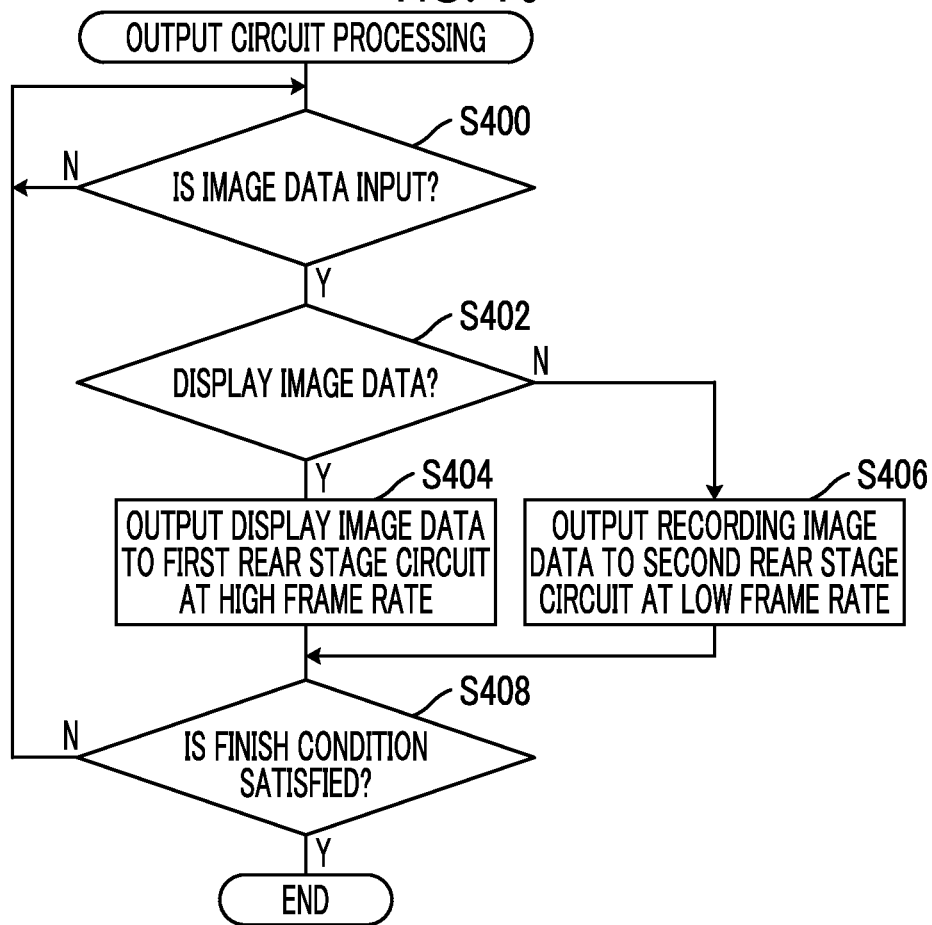 OUTPUT CIRCUIT PROCESSING
S400
N
IS IMAGE DATA INPUT?
Y
S402
N
DISPLAY IMAGE DATA?
Y
S404
S406
OUTPUT DISPLAY IMAGE DATA
TO FIRST REAR STAGE CIRCUIT
AT HIGH FRAME RATE
OUTPUT RECORDING IMAGE
DATA TO SECOND REAR STAGE
CIRCUIT AT LOW FRAME RATE
S408
N
IS FINISH CONDITION
SATISFIED?
Y
END